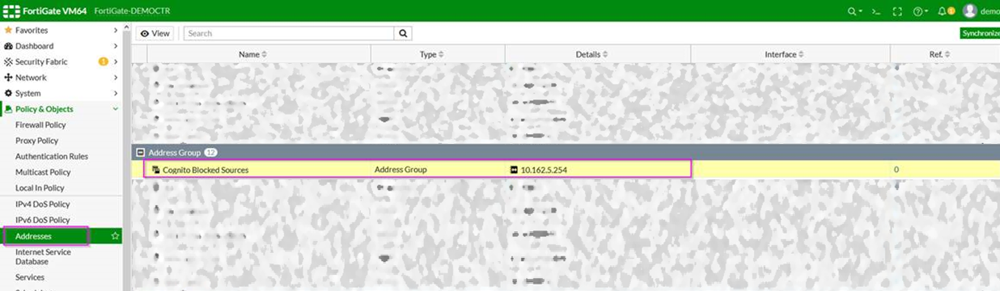 FortiGate VM64 FortiGate-DEMOCTR demo
Favorites
Dashboard
Security Fabric 1
Network
System
Policy & Objects
Firewall Policy
Proxy Policy
Authentication Rules
Multicast Policy
Local In Policy
IPv4 DoS Policy
IPv6 DoS Policy
Addresses
Internet Service
Database
Services
View Search
Synchronize
Name Type Details Interface Ref.
Address Group 12
Cognito Blocked Sources Address Group 10.162.5.254 0